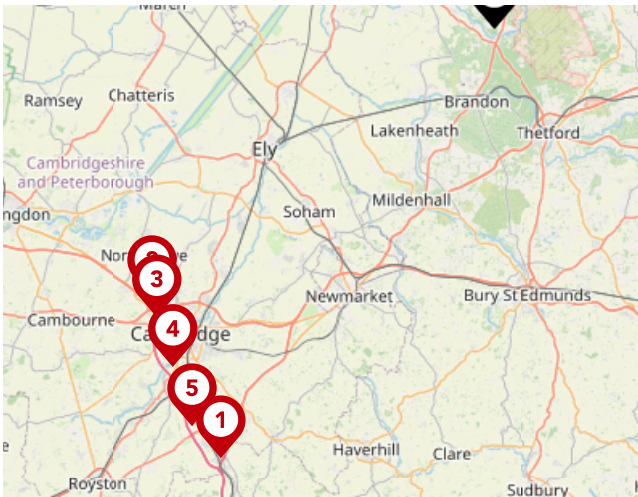 March
Ramsey
Chatteris
Brandon
Ely
Lakenheath
Thetford
Cambridgeshire
and Peterborough
ngdon
Soham
Mildenhall
3
Newmarket
Bury St Edmunds
Cambourne
4
5
1
Haverhill
Clare
Royston
Sudbury